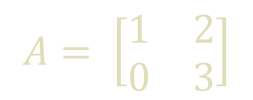 A = [1 2
0 3]